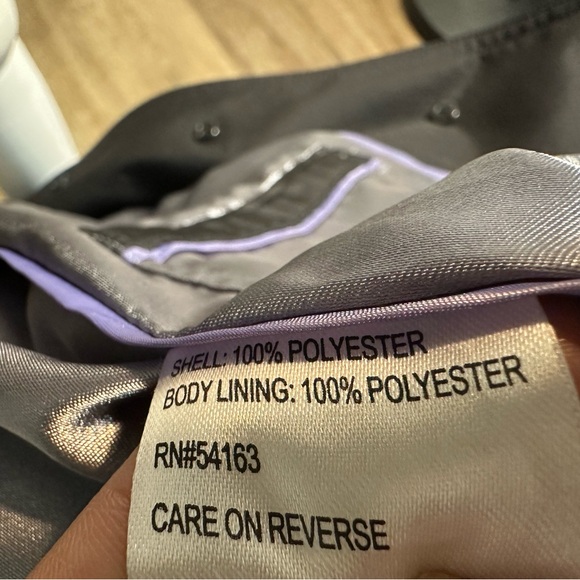 SHELL: 100% POLYESTER
BODY LINING: 100% POLYESTER
RN#54163
CARE ON REVERSE